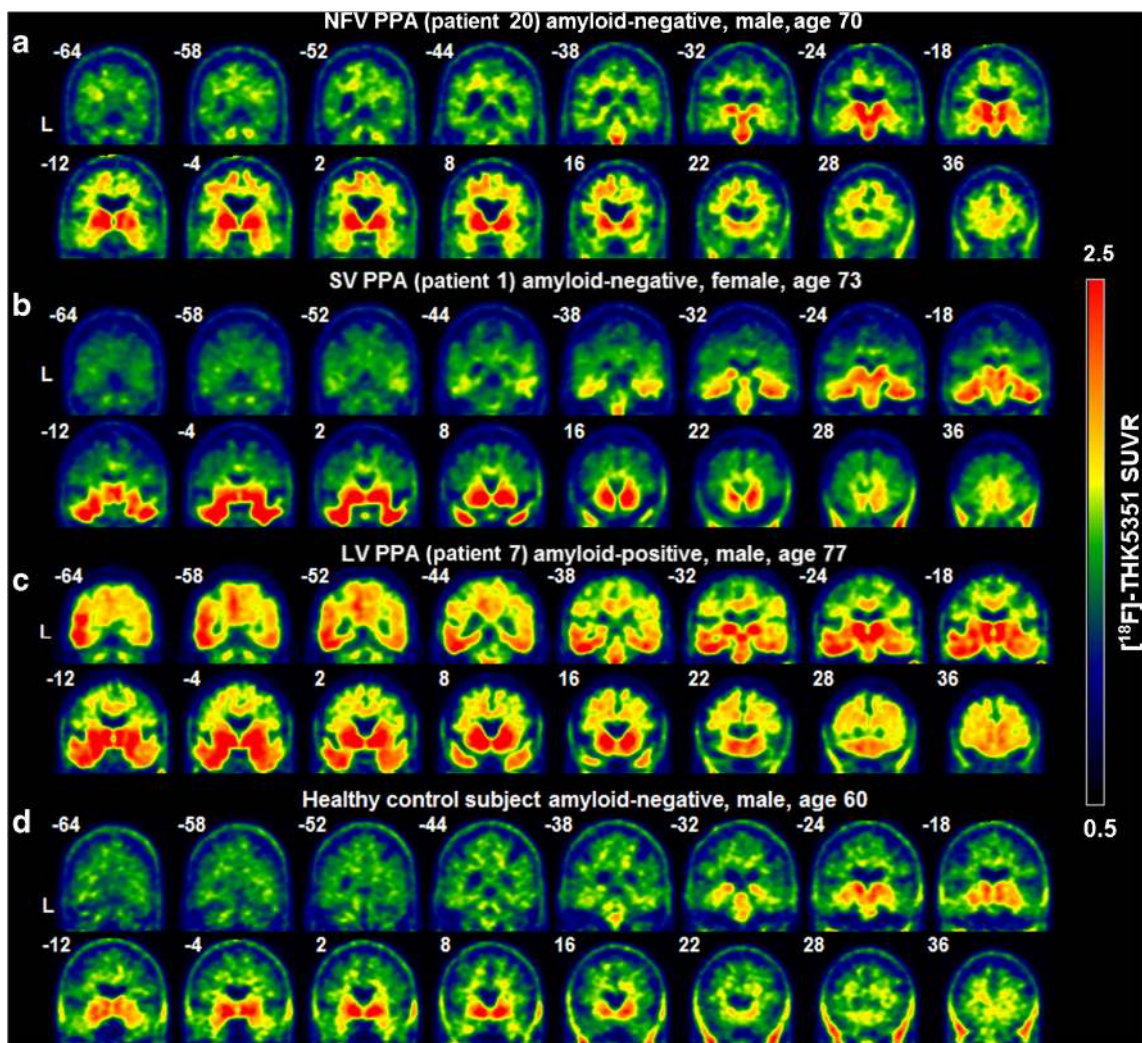 NFV PPA (patient 20) amyloid-negative, male, age 70
a
-64 -58 -52 -44 -38 -32 -24 -18
L
-12 -4 2 8 16 22 28 36
SV PPA (patient 1) amyloid-negative, female, age 73
b
-64 -58 -52 -44 -38 -32 -24 -18
L
-12 -4 2 8 16 22 28 36
LV PPA (patient 7) amyloid-positive, male, age 77
c
-64 -58 -52 -44 -38 -32 -24 -18
L
-12 -4 2 8 16 22 28 36
Healthy control subject amyloid-negative, male, age 60
d
-64 -58 -52 -44 -38 -32 -24 -18
L
-12 -4 2 8 16 22 28 36
2.5
[18F]-THK5351 SUVR
0.5